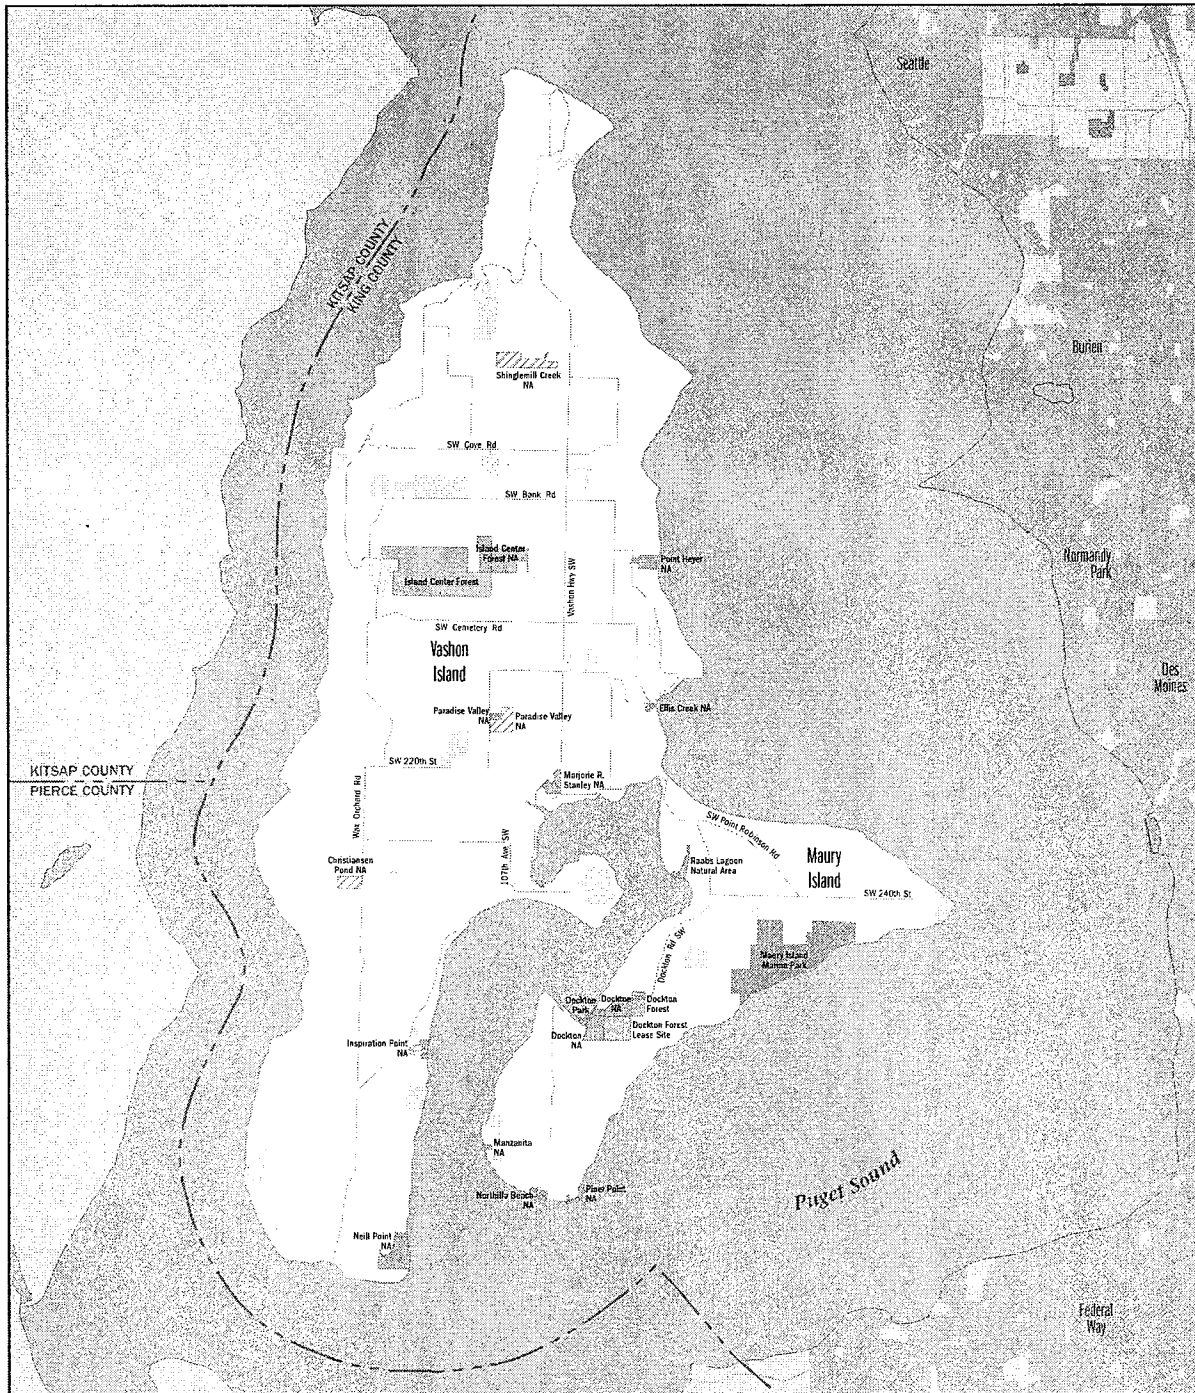 Seattle
KITSAP COUNTY
KING COUNTY
Burien
Shinglemill Creek
NA
SW Cove Rd
SW Bank Rd
Island Center
Forest NA
Island Center Forest
Point Heyer
NA
Normandy
Park
Vashon Hwy SW
SW Cemetery Rd
Vashon
Island
Des
Moines
Paradise Valley
NA
Paradise Valley
NA
Ellis Creek NA
SW 220th St
KITSAP COUNTY
PIERCE COUNTY
Marjorie R.
Stanley NA
Wax Orchard Rd
SW Point Robinson Rd
107th Ave SW
Christiansen
Pond NA
Raabs Lagoon
Natural Area
Maury
Island
SW 240th St
Dockton Rd SW
Maury Island
Marine Park
Dockton
Park
Dockton
NA
Dockton
Forest
Dockton
NA
Dockton Forest
Lease Site
Inspiration Point
NA
Manzanita
NA
Northilla Beach
NA
Piner Point
NA
Puget Sound
Neill Point
NA
Federal
Way